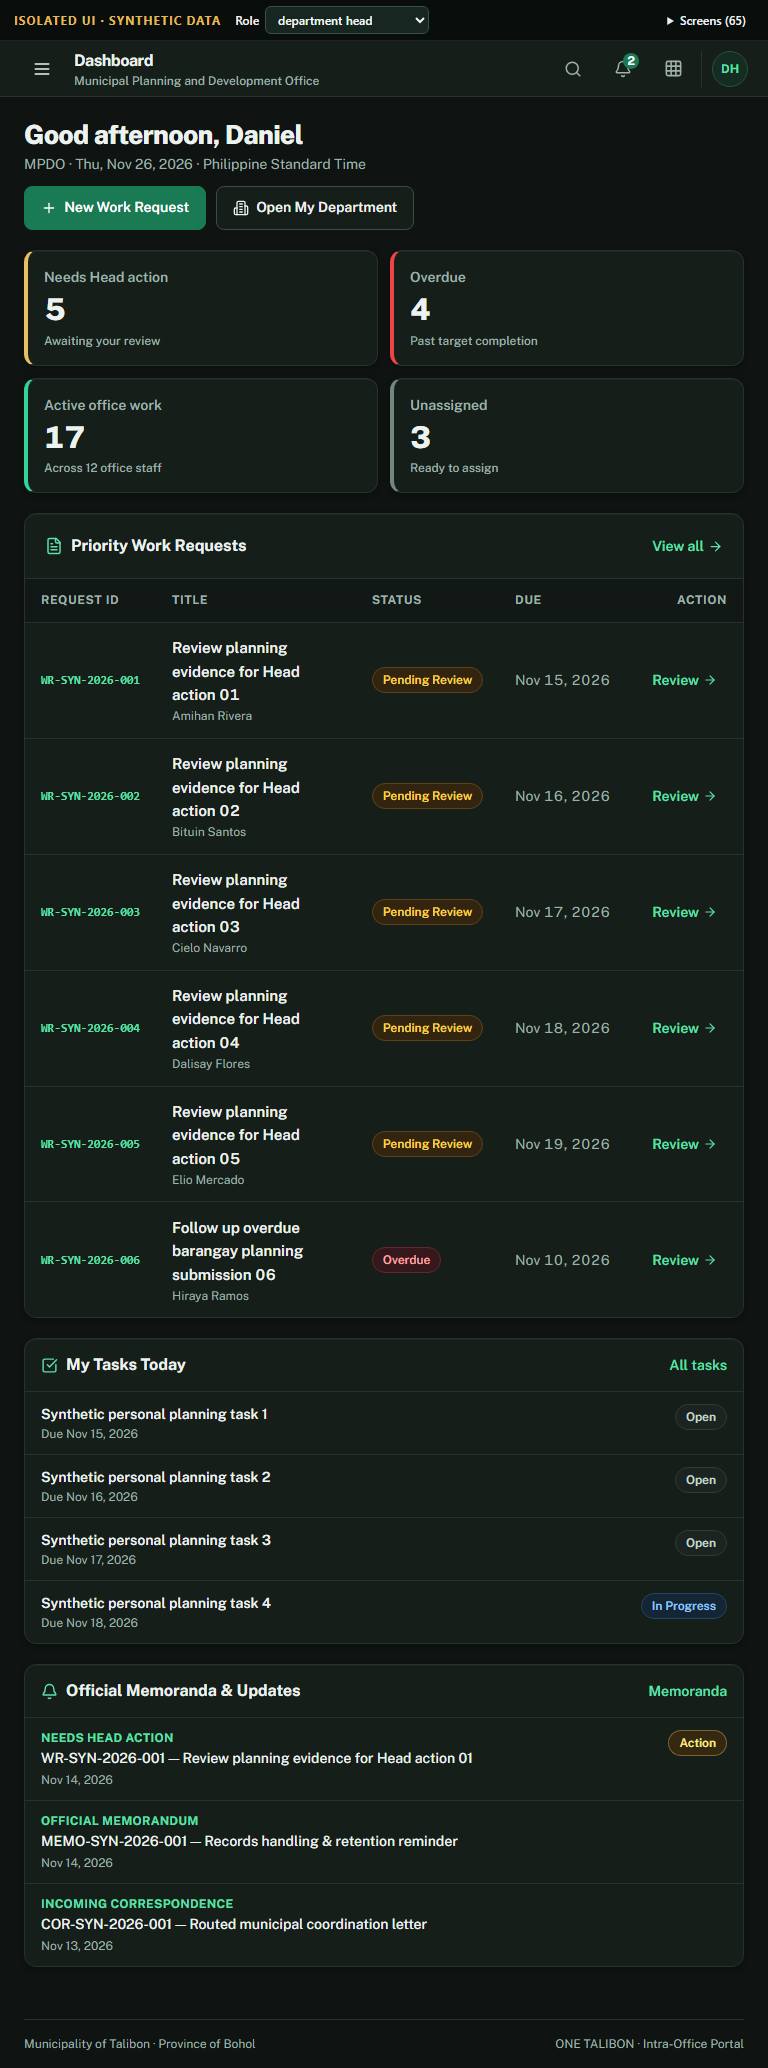 ISOLATED UI · SYNTHETIC DATA Role department head Screens (65)
Dashboard
Municipal Planning and Development Office
2
DH
Good afternoon, Daniel
MPDO · Thu, Nov 26, 2026 · Philippine Standard Time
New Work Request Open My Department
Needs Head action
5
Awaiting your review
Overdue
4
Past target completion
Active office work
17
Across 12 office staff
Unassigned
3
Ready to assign
Priority Work Requests View all →
REQUEST ID TITLE STATUS DUE ACTION
WR-SYN-2026-001
Review planning
evidence for Head
action 01
Amihan Rivera
Pending Review
Nov 15, 2026
Review →
WR-SYN-2026-002
Review planning
evidence for Head
action 02
Bituin Santos
Pending Review
Nov 16, 2026
Review →
WR-SYN-2026-003
Review planning
evidence for Head
action 03
Cielo Navarro
Pending Review
Nov 17, 2026
Review →
WR-SYN-2026-004
Review planning
evidence for Head
action 04
Dalisay Flores
Pending Review
Nov 18, 2026
Review →
WR-SYN-2026-005
Review planning
evidence for Head
action 05
Elio Mercado
Pending Review
Nov 19, 2026
Review →
WR-SYN-2026-006
Follow up overdue
barangay planning
submission 06
Hiraya Ramos
Overdue
Nov 10, 2026
Review →
My Tasks Today All tasks
Synthetic personal planning task 1 Open
Due Nov 15, 2026
Synthetic personal planning task 2 Open
Due Nov 16, 2026
Synthetic personal planning task 3 Open
Due Nov 17, 2026
Synthetic personal planning task 4 In Progress
Due Nov 18, 2026
Official Memoranda & Updates Memoranda
NEEDS HEAD ACTION Action
WR-SYN-2026-001 — Review planning evidence for Head action 01
Nov 14, 2026
OFFICIAL MEMORANDUM
MEMO-SYN-2026-001 — Records handling & retention reminder
Nov 14, 2026
INCOMING CORRESPONDENCE
COR-SYN-2026-001 — Routed municipal coordination letter
Nov 13, 2026
Municipality of Talibon · Province of Bohol ONE TALIBON · Intra-Office Portal